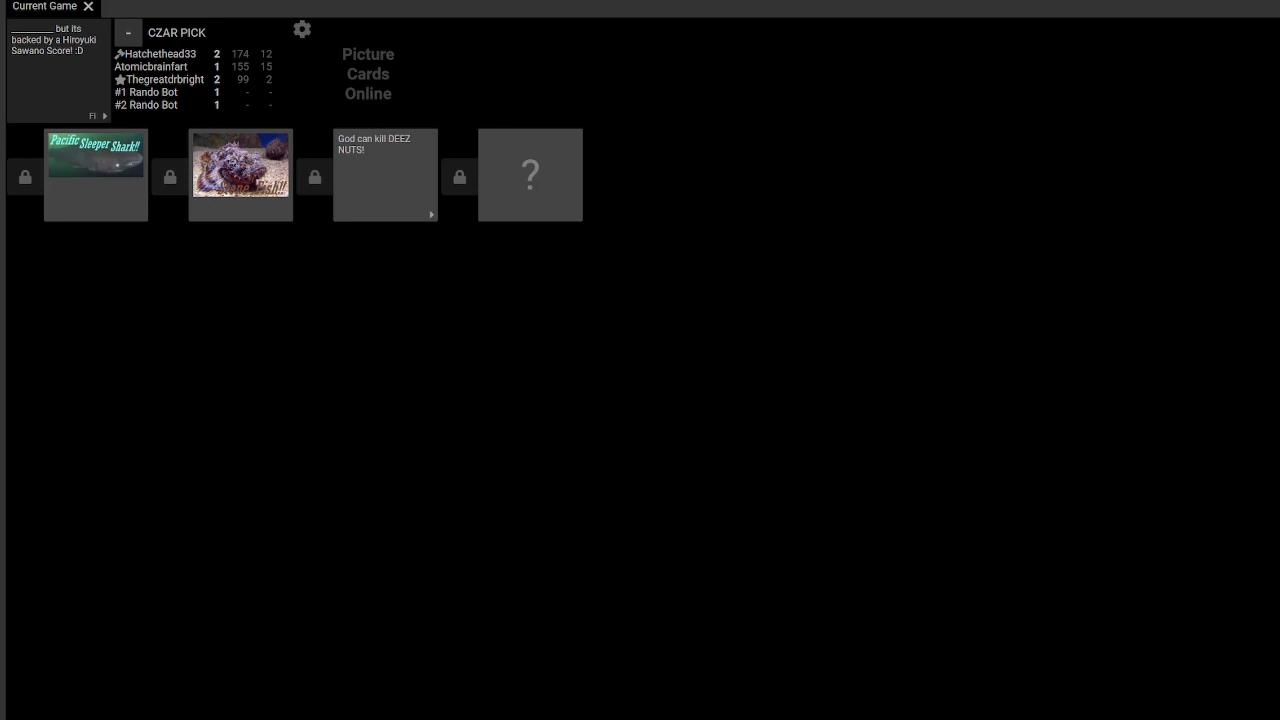 Current Game
________ but its
backed by a Hiroyuki
Sawano Score! :D
FI
-
CZAR PICK
Hatchethead33 2 174 12
Atomicbrainfart 1 155 15
Thegreatdrbright 2 99 2
#1 Rando Bot 1 - -
#2 Rando Bot 1 - -
Picture
Cards
Online
Pacific Sleeper Shark!!
God can kill DEEZ
NUTS!
?